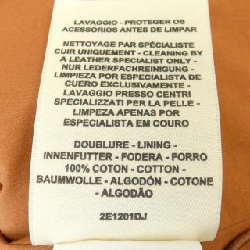 LAVAGGIO - PROTEGER OS
ACESSÓRIOS ANTES DE LIMPAR
NETTOYAGE PAR SPÉCIALISTE
CUIR UNIQUEMENT - CLEANING BY
A LEATHER SPECIALIST ONLY -
NUR LEDERFACHREINIGUNG -
LIMPIEZA POR ESPECIALISTA DE
CUERO EXCLUSIVAMENTE -
LAVAGGIO PRESSO CENTRI
SPECIALIZZATI PER LA PELLE -
LIMPEZA APENAS POR
ESPECIALISTA EM COURO
DOUBLURE - LINING -
INNENFUTTER - FODERA - FORRO
100% COTON - COTTON -
BAUMWOLLE - ALGODÓN - COTONE
- ALGODÃO
2E1201DJ